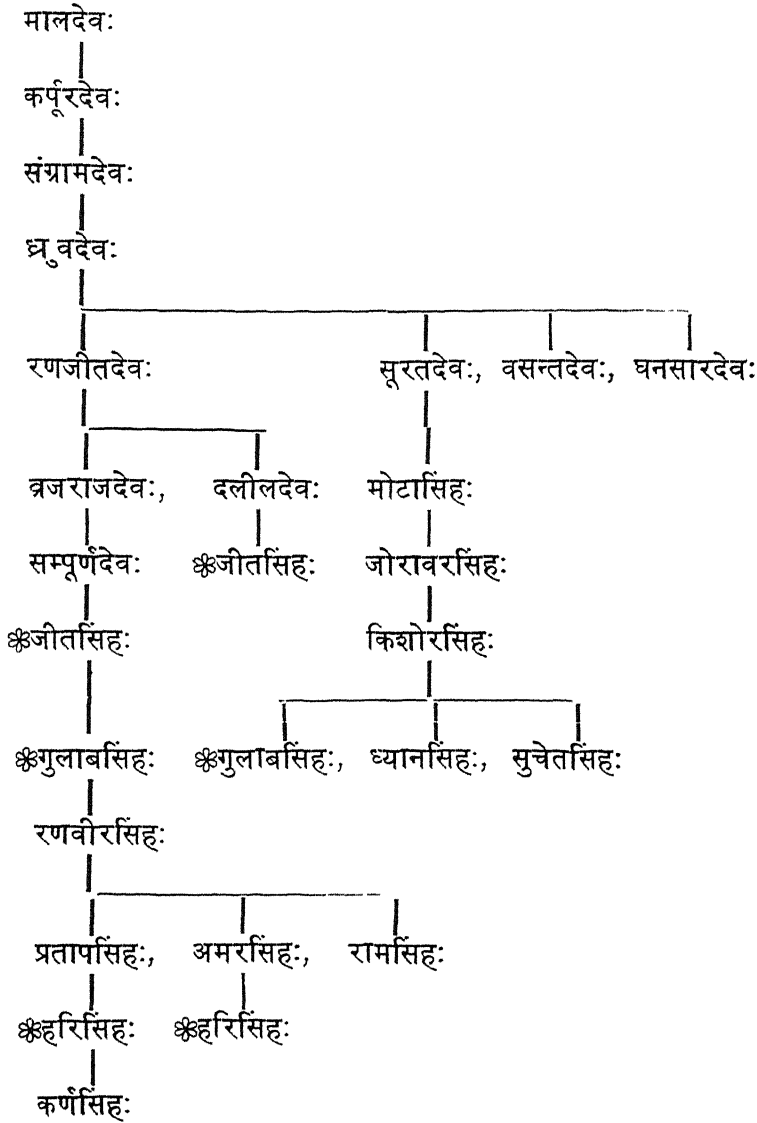 मालदेवः
कर्पूरदेवः
संग्रामदेवः
ध्रुवदेवः
रणजीतदेवः सूरतदेवः, वसन्तदेवः, घनसारदेवः
व्रजराजदेवः, दलीलदेवः मोटासिंहः
सम्पूर्णदेवः ❀जीतसिंहः जोरावरसिंहः
❀जीतसिंहः किशोरसिंहः
❀गुलाबसिंहः ❀गुलाबसिंहः, ध्यानसिंहः, सुचेतसिंहः
रणवीरसिंहः
प्रतापसिंहः, अमरसिंहः, रामसिंहः
❀हरिसिंहः ❀हरिसिंहः
कर्णसिंहः